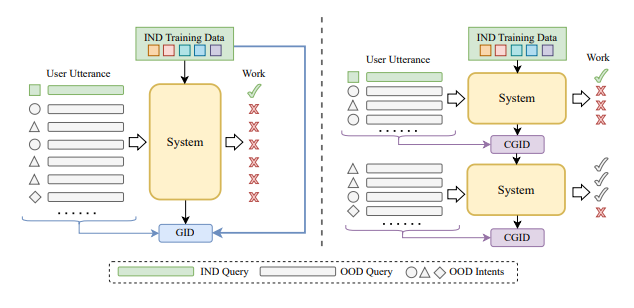 IND Training Data
User Utterance
Work
System
......
GID
IND Training Data
User Utterance
Work
System
......
CGID
System
......
CGID
IND Query
OOD Query
OOD Intents